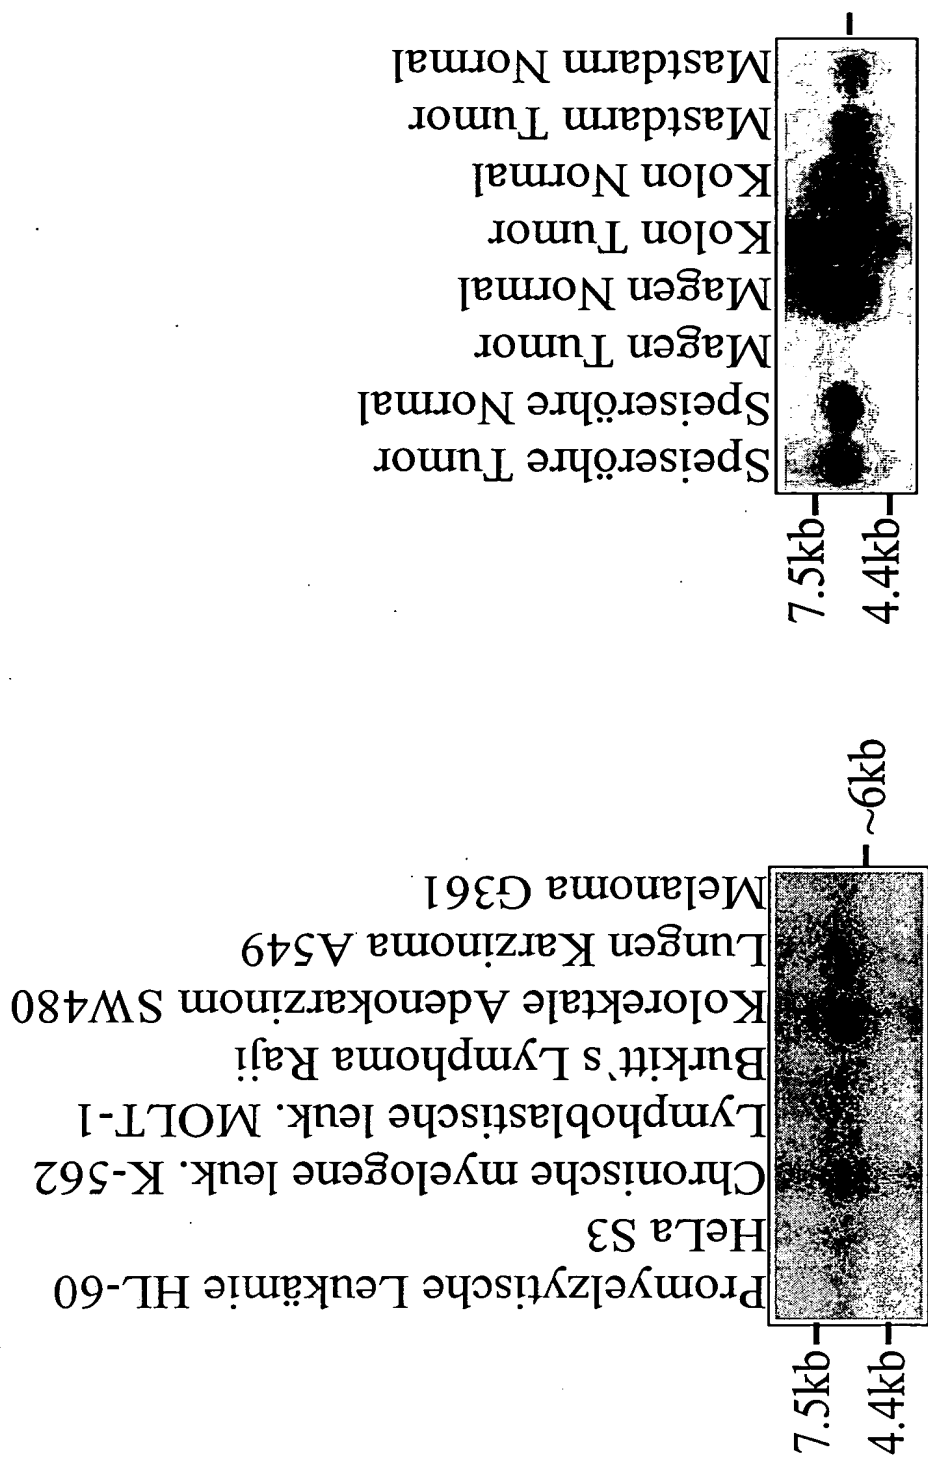 Promyelzytische Leukämie HL-60
HeLa S3
Chronische myelogene leuk. K-562
Lymphoblastische leuk. MOLT-1
Burkitt`s Lymphoma Raji
Kolorektale Adenokarzinom SW480
Lungen Karzinoma A549
Melanoma G361
7.5kb
4.4kb
~6kb
Speiseröhre Tumor
Speiseröhre Normal
Magen Tumor
Magen Normal
Kolon Tumor
Kolon Normal
Mastdarm Tumor
Mastdarm Normal
7.5kb
4.4kb